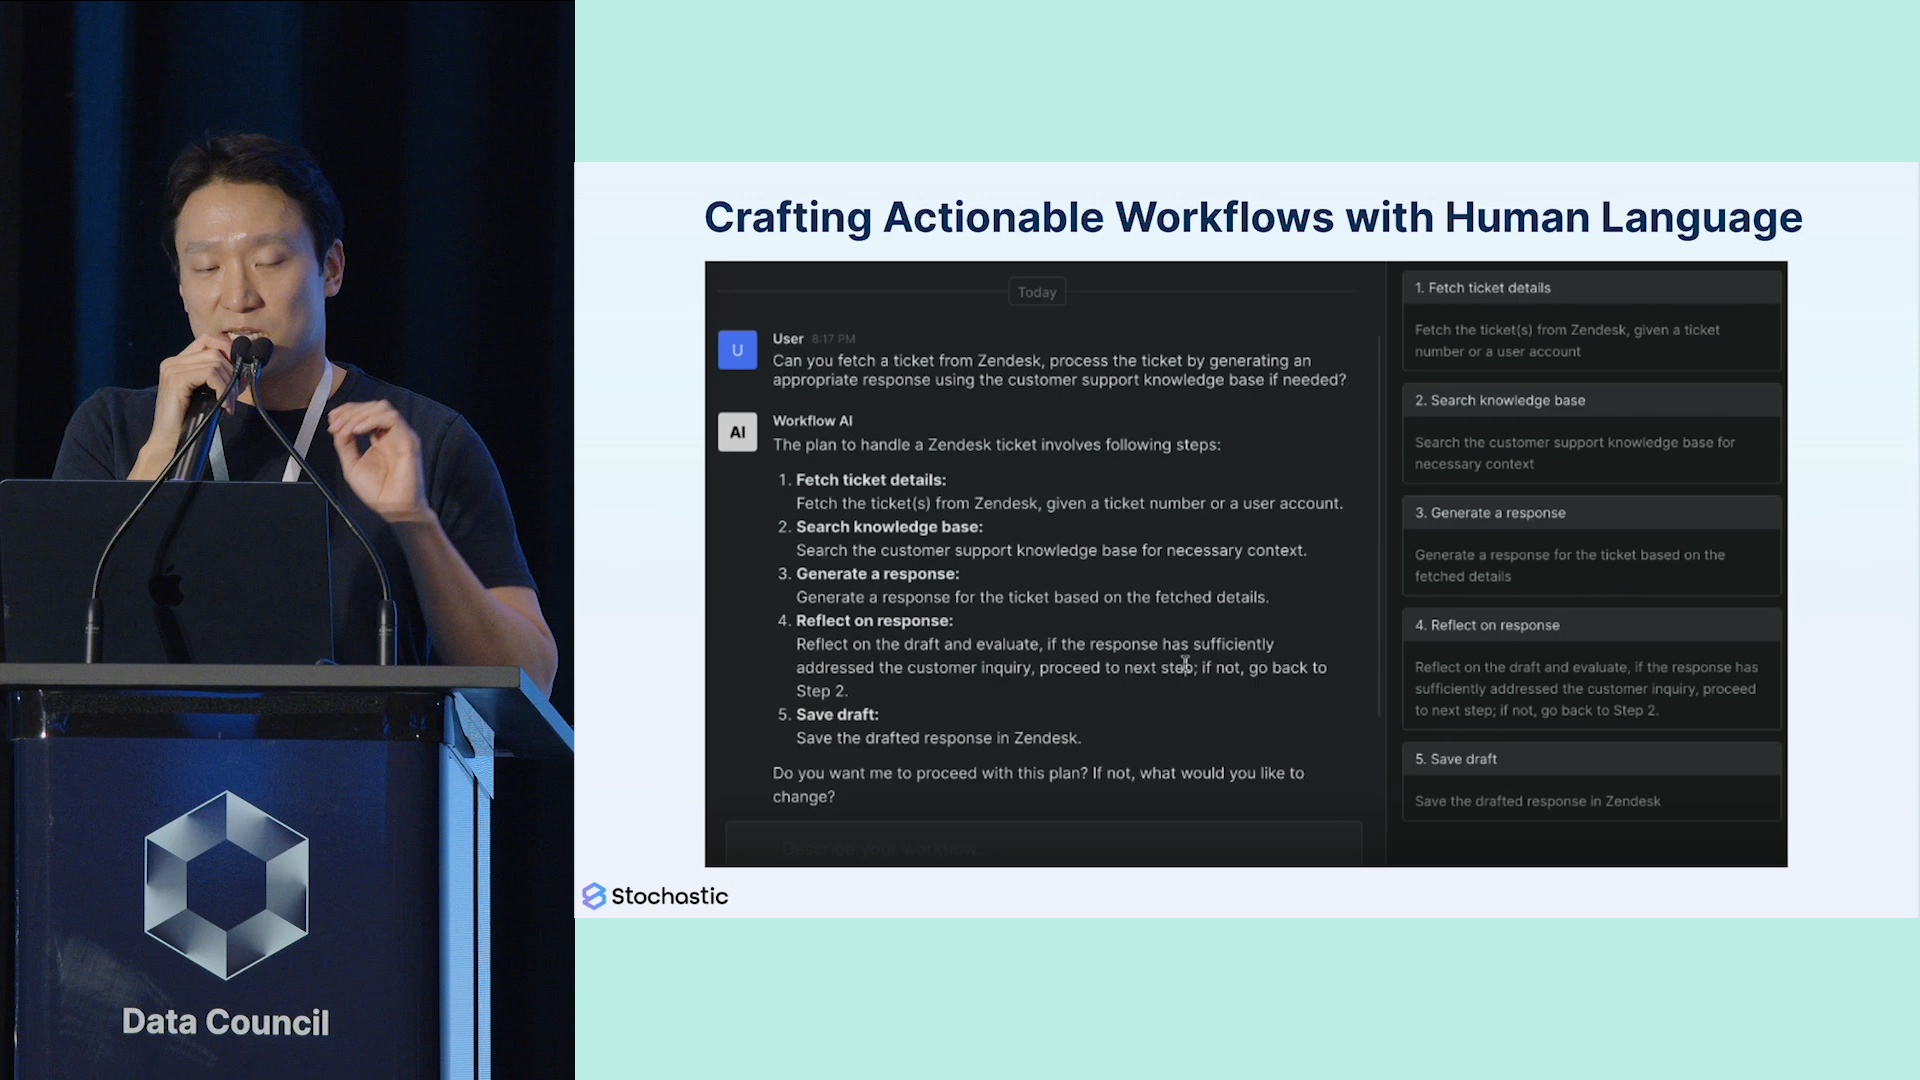 Crafting Actionable Workflows with Human Language
Today
U
User 8:17 PM
Can you fetch a ticket from Zendesk, process the ticket by generating an
appropriate response using the customer support knowledge base if needed?
AI
Workflow AI
The plan to handle a Zendesk ticket involves following steps:
1. Fetch ticket details:
Fetch the ticket(s) from Zendesk, given a ticket number or a user account.
2. Search knowledge base:
Search the customer support knowledge base for necessary context.
3. Generate a response:
Generate a response for the ticket based on the fetched details.
4. Reflect on response:
Reflect on the draft and evaluate, if the response has sufficiently
addressed the customer inquiry, proceed to next step; if not, go back to
Step 2.
5. Save draft:
Save the drafted response in Zendesk.
Do you want me to proceed with this plan? If not, what would you like to
change?
Describe your workflow...
1. Fetch ticket details
Fetch the ticket(s) from Zendesk, given a ticket
number or a user account
2. Search knowledge base
Search the customer support knowledge base for
necessary context
3. Generate a response
Generate a response for the ticket based on the
fetched details
4. Reflect on response
Reflect on the draft and evaluate, if the response has
sufficiently addressed the customer inquiry, proceed
to next step; if not, go back to Step 2.
5. Save draft
Save the drafted response in Zendesk
Stochastic
Data Council